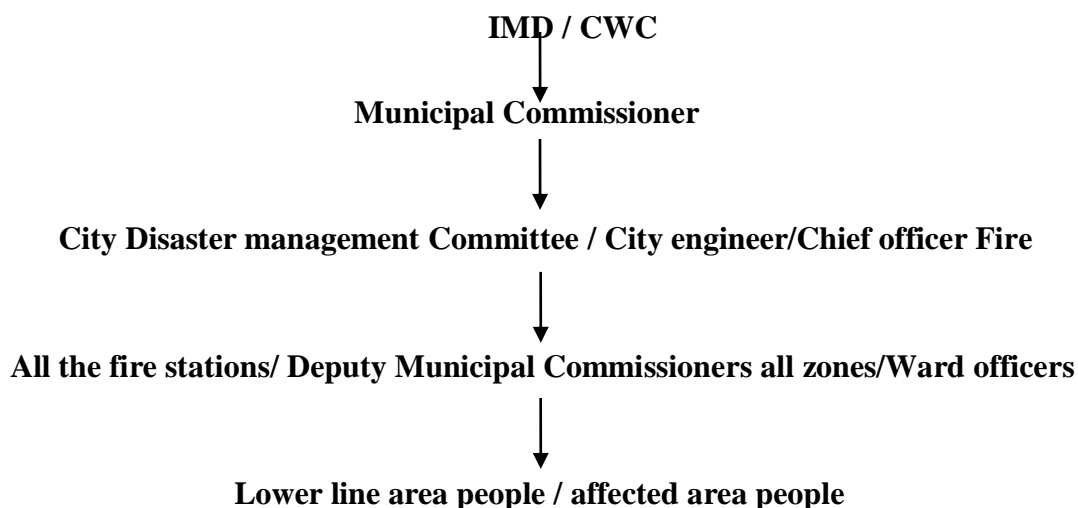 IMD / CWC
Municipal Commissioner
City Disaster management Committee / City engineer/Chief officer Fire
All the fire stations/ Deputy Municipal Commissioners all zones/Ward officers
Lower line area people / affected area people